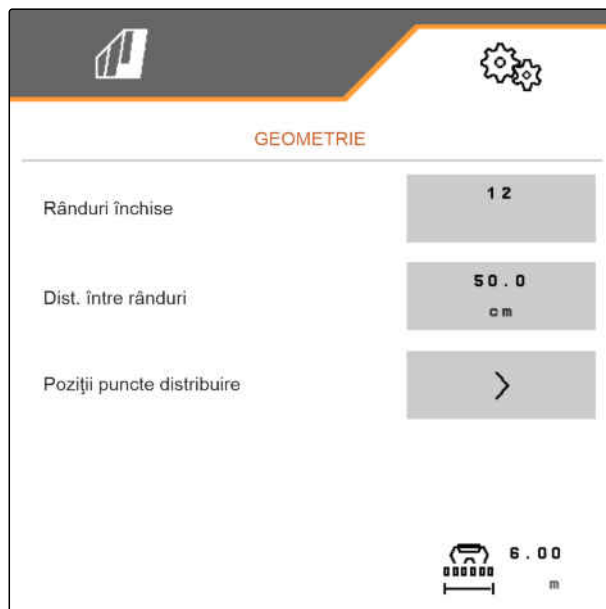 GEOMETRIE
Rânduri închise
12
Dist. între rânduri
50.0
cm
Poziţii puncte distribuire
6.00
m